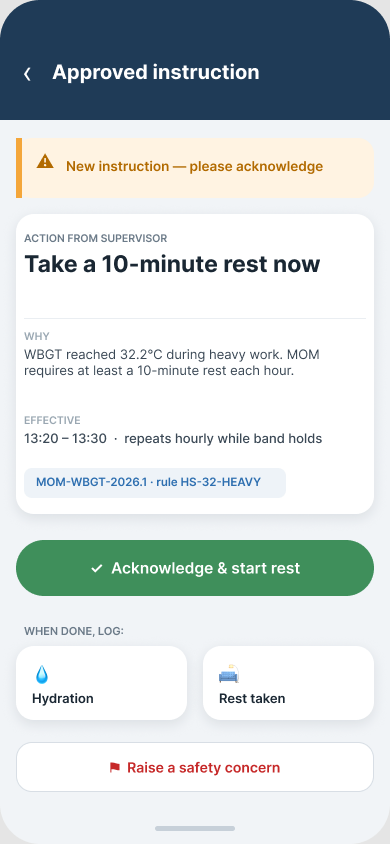 Approved instruction
New instruction — please acknowledge
ACTION FROM SUPERVISOR
Take a 10-minute rest now
WHY
WBGT reached 32.2°C during heavy work. MOM
requires at least a 10-minute rest each hour.
EFFECTIVE
13:20 – 13:30 · repeats hourly while band holds
MOM-WBGT-2026.1 · rule HS-32-HEAVY
✓ Acknowledge & start rest
WHEN DONE, LOG:
Hydration
Rest taken
Raise a safety concern